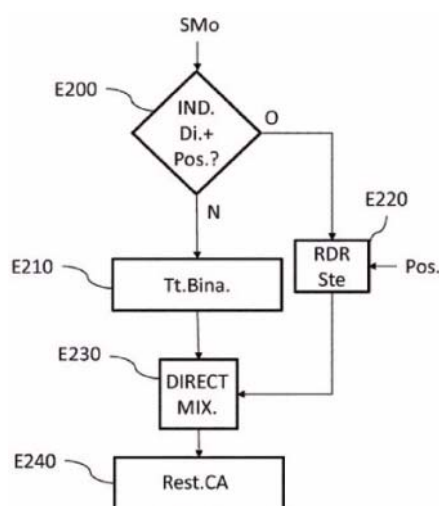 SMo
E200
IND.
Di.+
Pos.?
O
N
E220
RDR
Ste
Pos.
E210
Tt.Bina.
E230
DIRECT
MIX.
E240
Rest.CA